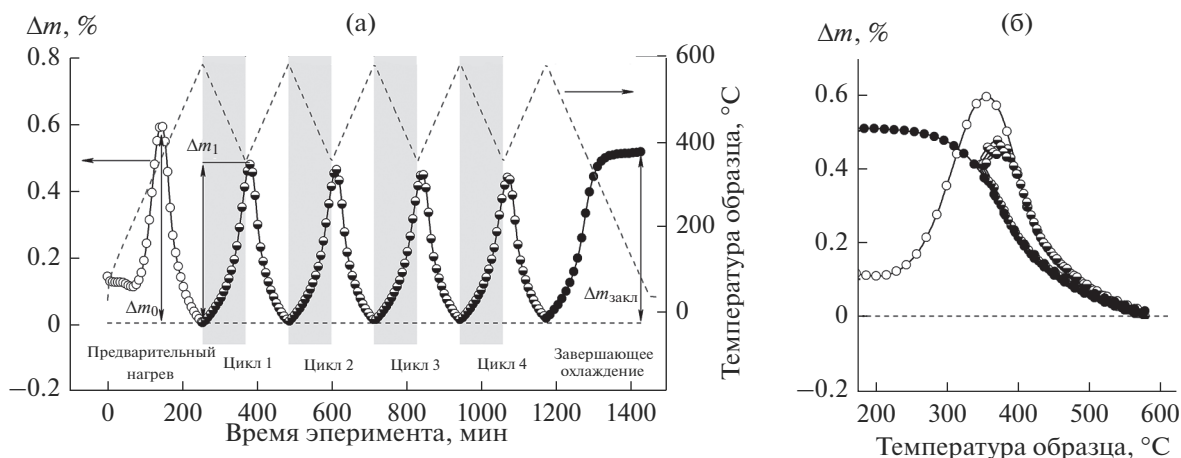 Δm, %
(а)
0.8
0.6
0.4
0.2
0
−0.2
600
400
200
0
Температура образца, °C
Δm₁
Δm₀
Δmзакл
Предварительный
нагрев
Цикл 1
Цикл 2
Цикл 3
Цикл 4
Завершающее
охлаждение
0
200
400
600
800
1000
1200
1400
Время эперимента, мин
Δm, %
(б)
0.6
0.4
0.2
0
−0.2
200
300
400
500
600
Температура образца, °C